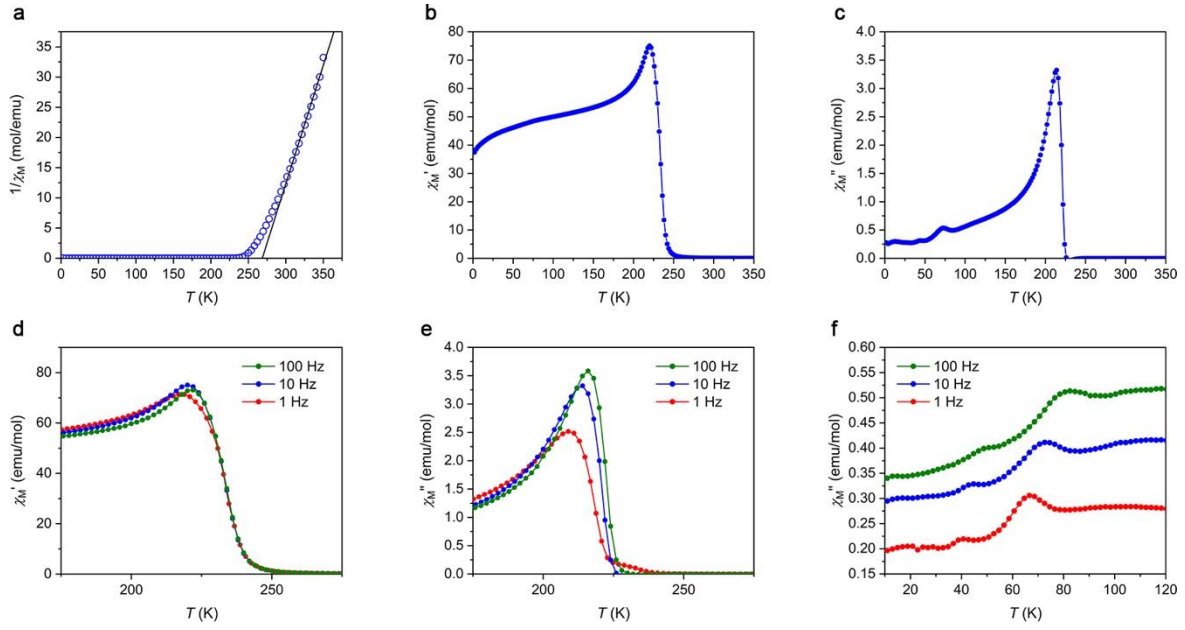 a
35
30
25
20
15
10
5
0
1/χM (mol/emu)
0 50 100 150 200 250 300 350
T (K)
b
80
70
60
50
40
30
20
10
0
χM' (emu/mol)
0 50 100 150 200 250 300 350
T (K)
c
4.0
3.5
3.0
2.5
2.0
1.5
1.0
0.5
0.0
χM" (emu/mol)
0 50 100 150 200 250 300 350
T (K)
d
80
60
40
20
0
χM' (emu/mol)
100 Hz
10 Hz
1 Hz
200 250
T (K)
e
4.0
3.5
3.0
2.5
2.0
1.5
1.0
0.5
0.0
χM" (emu/mol)
100 Hz
10 Hz
1 Hz
200 250
T (K)
f
0.60
0.55
0.50
0.45
0.40
0.35
0.30
0.25
0.20
0.15
χM" (emu/mol)
100 Hz
10 Hz
1 Hz
20 40 60 80 100 120
T (K)